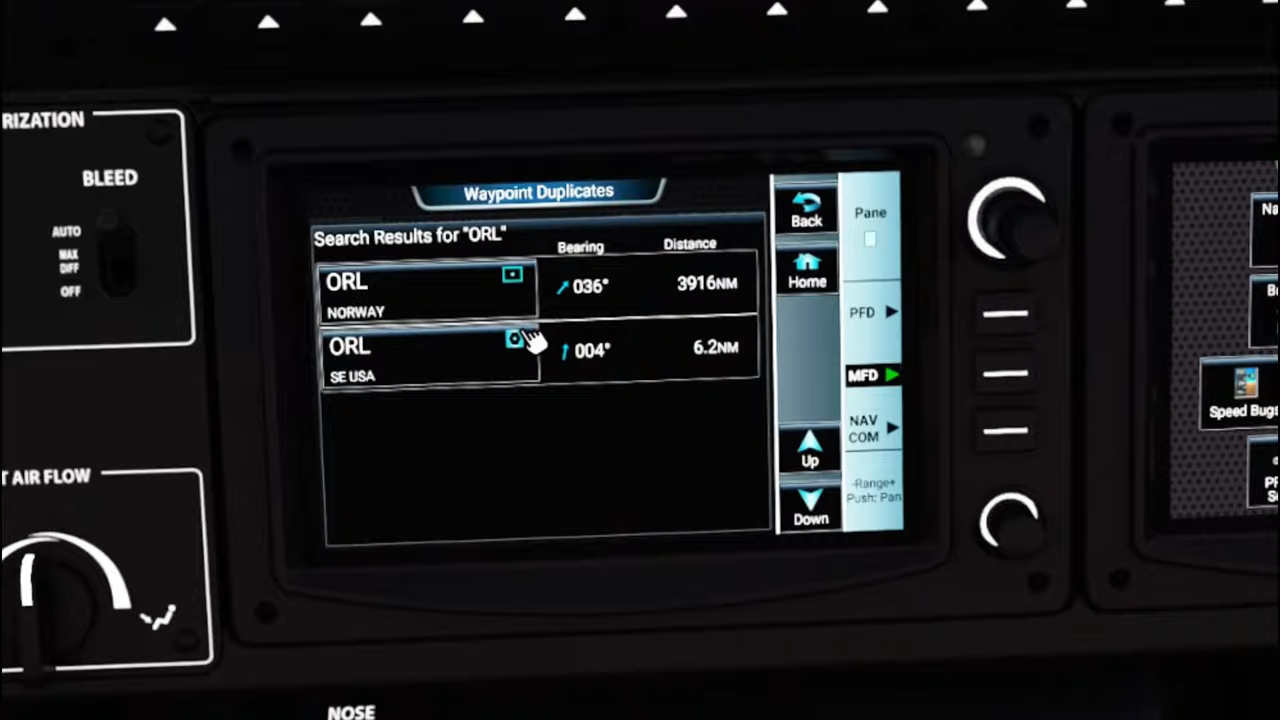 RIZATION
BLEED
AUTO
MAX
DIFF
OFF
T AIR FLOW
NOSE
Waypoint Duplicates
Search Results for "ORL"
Bearing
Distance
ORL
NORWAY
036°
3916NM
ORL
SE USA
004°
6.2NM
Back
Home
Up
Down
Pane
PFD
MFD
NAV
COM
-Range+
Push: Pan
Na
Speed Bugs